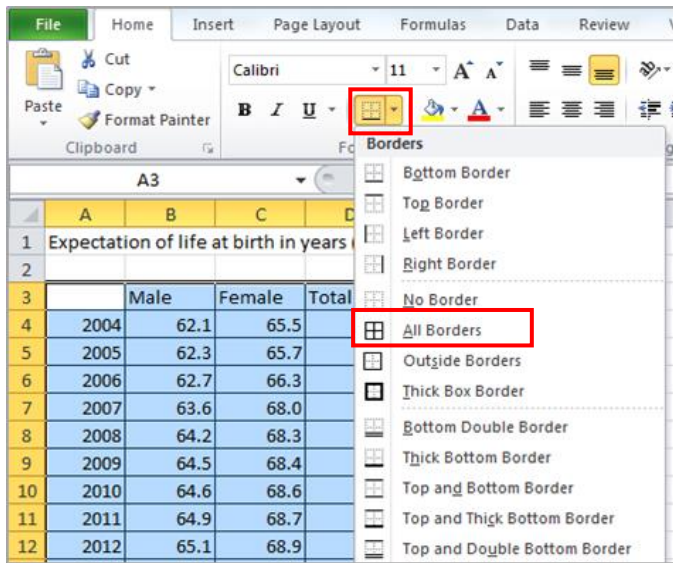 File Home Insert Page Layout Formulas Data Review
Cut
Copy
Format Painter
Paste
Clipboard
Calibri 11 A A
B I U A
Borders
A3
Bottom Border
Top Border
Left Border
Right Border
No Border
All Borders
Outside Borders
Thick Box Border
Bottom Double Border
Thick Bottom Border
Top and Bottom Border
Top and Thick Bottom Border
Top and Double Bottom Border
A B C D
1 Expectation of life at birth in years (
2
3 Male Female Total
4 2004 62.1 65.5
5 2005 62.3 65.7
6 2006 62.7 66.3
7 2007 63.6 68.0
8 2008 64.2 68.3
9 2009 64.5 68.4
10 2010 64.6 68.6
11 2011 64.9 68.7
12 2012 65.1 68.9